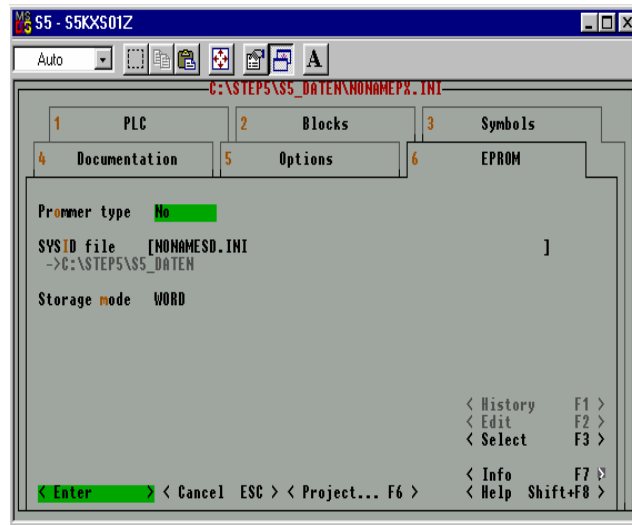 S5 - S5KXS01Z
Auto
A
C:\STEP5\S5_DATEN\NONAMEPX.INI
1 PLC 2 Blocks 3 Symbols
4 Documentation 5 Options 6 EPROM
Prommer type No
SYSID file [NONAMESD.INI ]
->C:\STEP5\S5_DATEN
Storage mode WORD
< History F1 >
< Edit F2 >
< Select F3 >
< Info F7 >
< Enter > < Cancel ESC > < Project... F6 > < Help Shift+F8 >